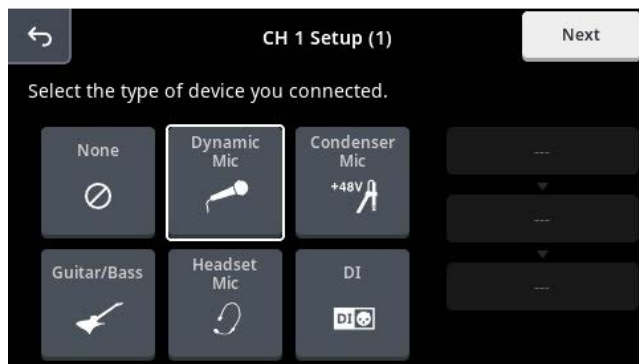 CH 1 Setup (1)
Next
Select the type of device you connected.
None
Dynamic
Mic
Condenser
Mic
+48V
Guitar/Bass
Headset
Mic
DI
DI
---
---
---